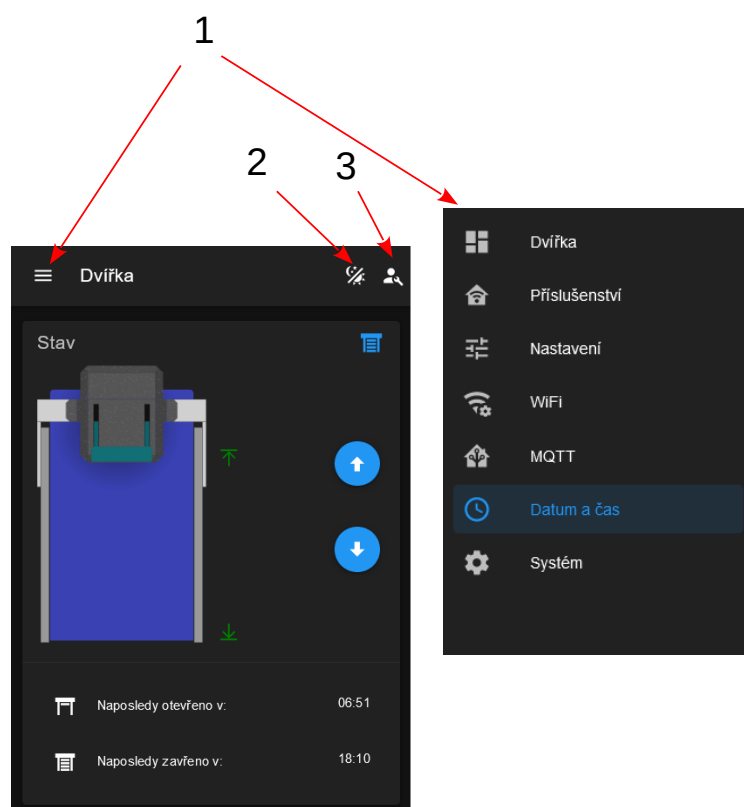 1
2
3
Dvířka
Stav
Naposledy otevřeno v: 06:51
Naposledy zavřeno v: 18:10
Dvířka
Příslušenství
Nastavení
WiFi
MQTT
Datum a čas
Systém